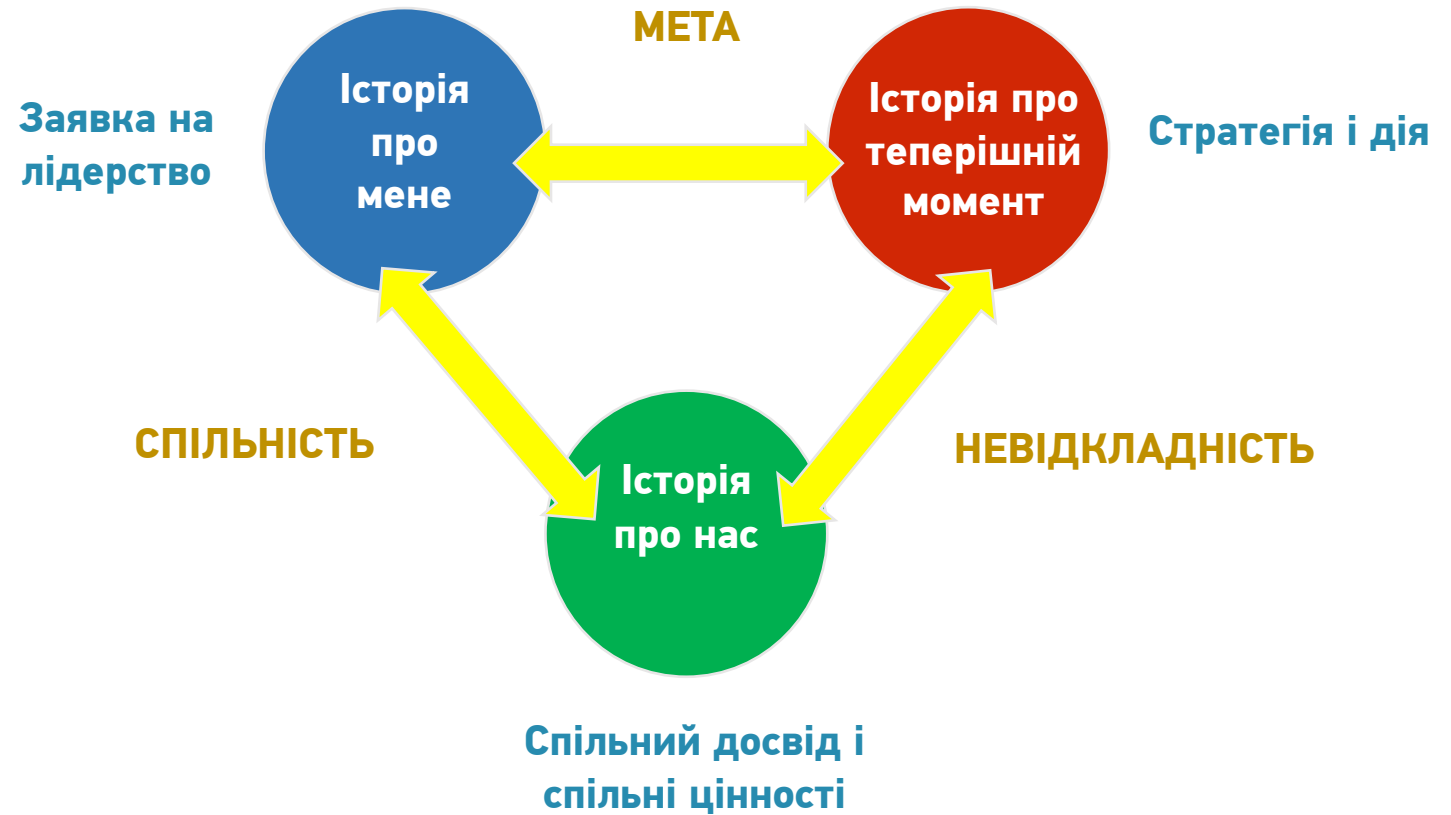 МЕТА
Заявка на
лідерство
Історія
про
мене
Історія про
теперішній
момент
Стратегія і дія
СПІЛЬНІСТЬ
НЕВІДКЛАДНІСТЬ
Історія
про нас
Спільний досвід і
спільні цінності